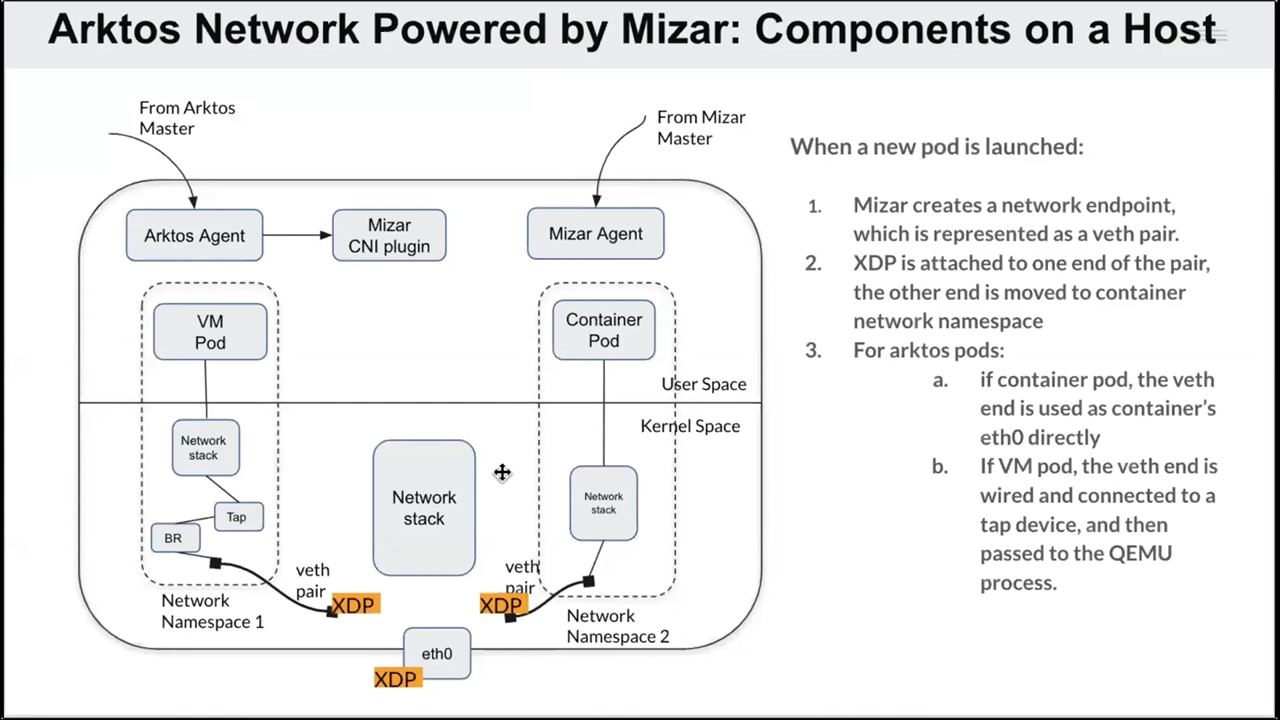 Arktos Network Powered by Mizar: Components on a Host
From Arktos
Master
From Mizar
Master
Arktos Agent
Mizar
CNI plugin
Mizar Agent
VM
Pod
Container
Pod
User Space
Kernel Space
Network
stack
Tap
BR
Network
stack
Network
stack
veth
pair
XDP
veth
pair
XDP
Network
Namespace 1
Network
Namespace 2
eth0
XDP
When a new pod is launched:
1. Mizar creates a network endpoint,
which is represented as a veth pair.
2. XDP is attached to one end of the pair,
the other end is moved to container
network namespace
3. For arktos pods:
a. if container pod, the veth
end is used as container’s
eth0 directly
b. If VM pod, the veth end is
wired and connected to a
tap device, and then
passed to the QEMU
process.